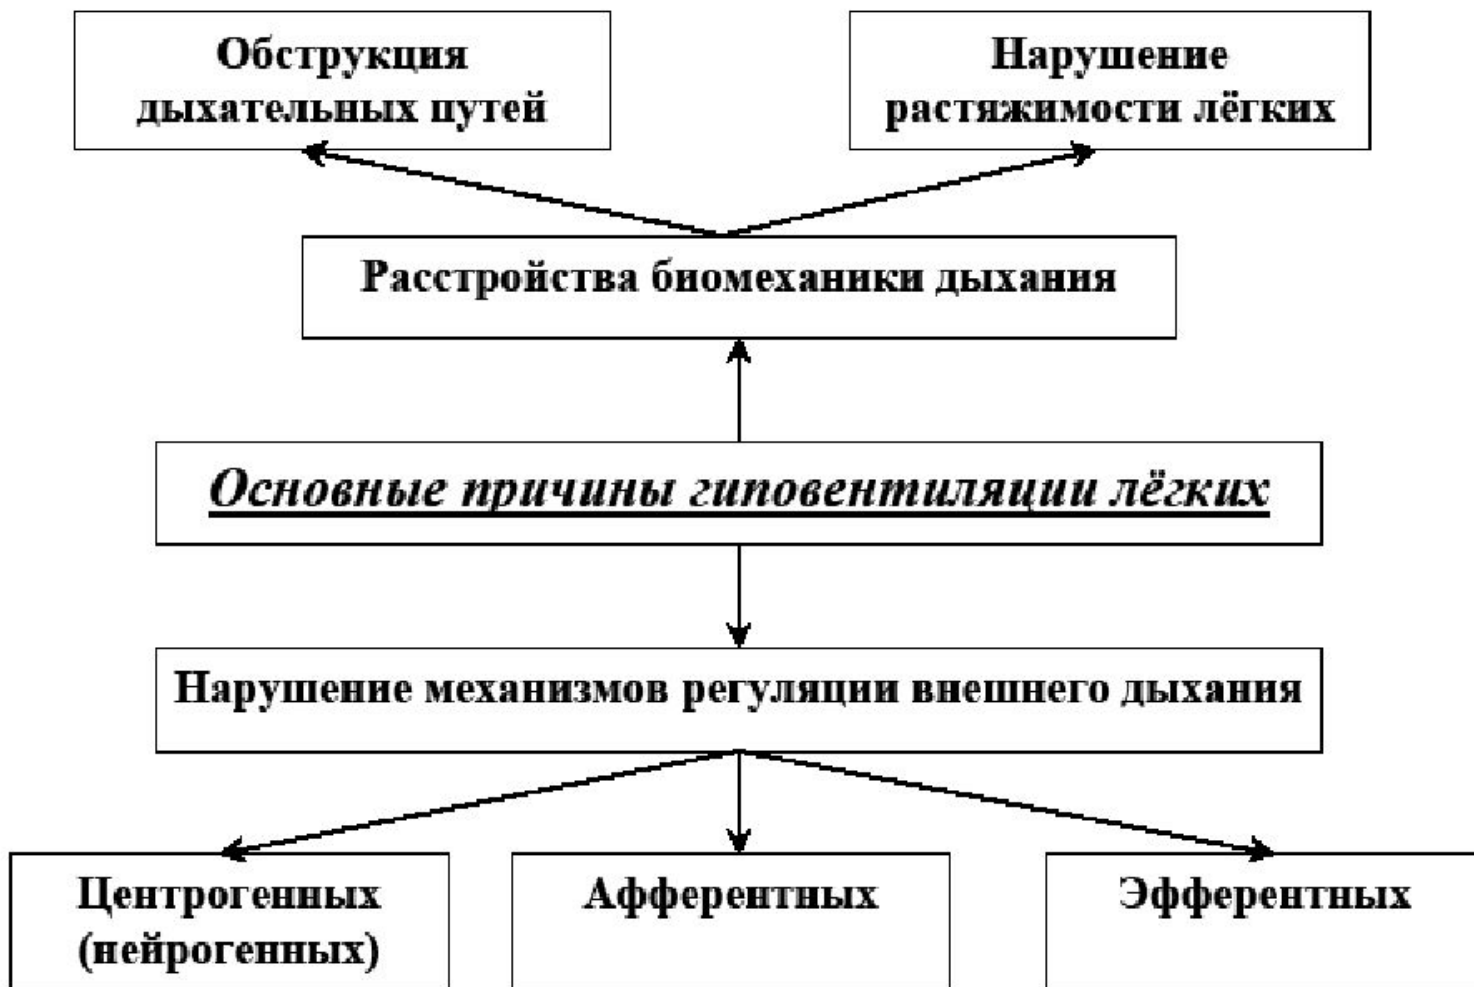 Обструкция
дыхательных путей
Нарушение
растяжимости лёгких
Расстройства биомеханики дыхания
Основные причины гиповентиляции лёгких
Нарушение механизмов регуляции внешнего дыхания
Центрогенных
(нейрогенных)
Афферентных
Эфферентных